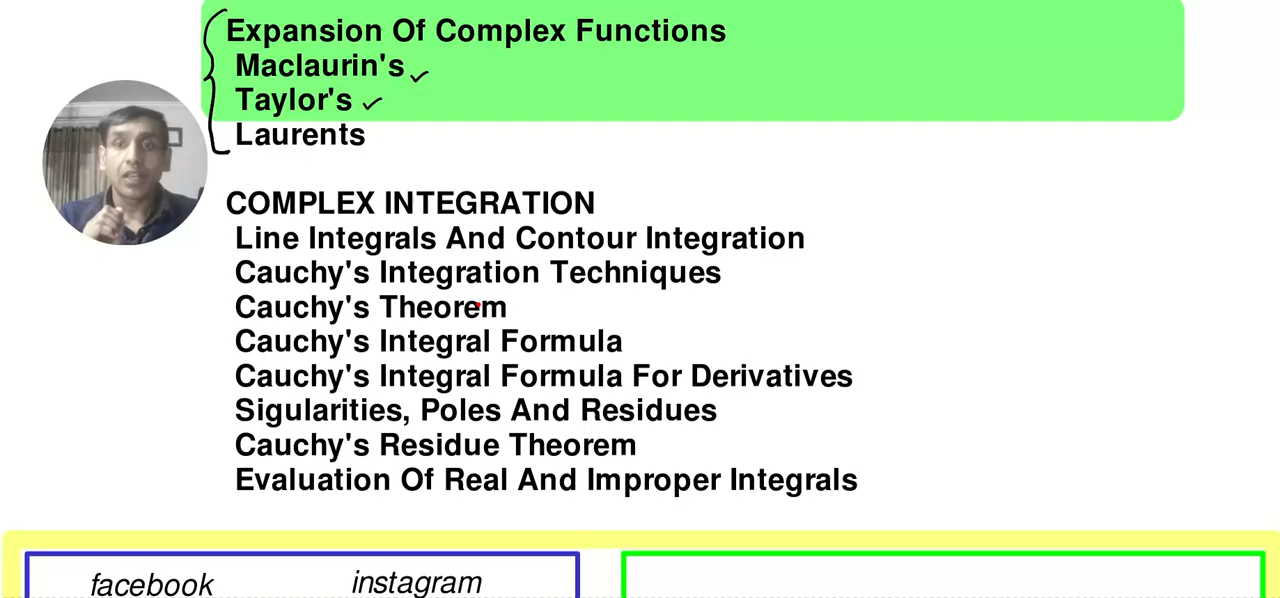 Expansion Of Complex Functions
Maclaurin's
Taylor's
Laurents
COMPLEX INTEGRATION
Line Integrals And Contour Integration
Cauchy's Integration Techniques
Cauchy's Theorem
Cauchy's Integral Formula
Cauchy's Integral Formula For Derivatives
Sigularities, Poles And Residues
Cauchy's Residue Theorem
Evaluation Of Real And Improper Integrals
facebook instagram